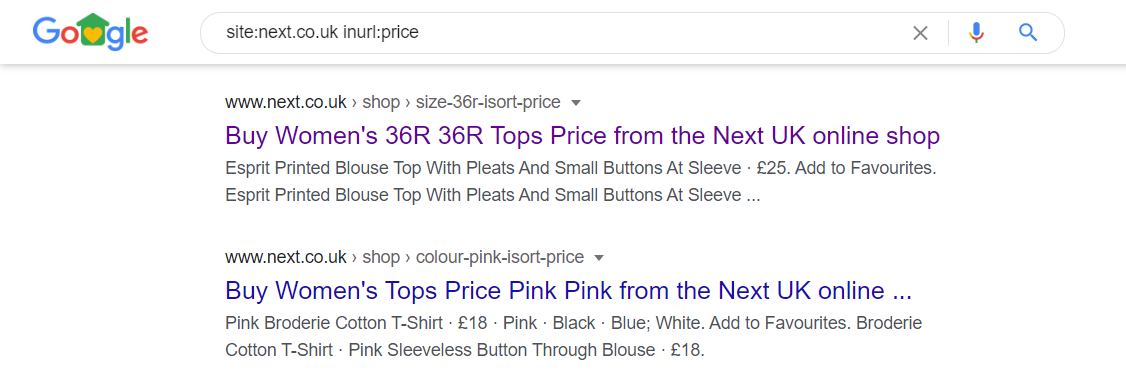 Google
site:next.co.uk inurl:price
www.next.co.uk › shop › size-36r-isort-price
Buy Women's 36R 36R Tops Price from the Next UK online shop
Esprit Printed Blouse Top With Pleats And Small Buttons At Sleeve · £25. Add to Favourites.
Esprit Printed Blouse Top With Pleats And Small Buttons At Sleeve ...
www.next.co.uk › shop › colour-pink-isort-price
Buy Women's Tops Price Pink Pink from the Next UK online ...
Pink Broderie Cotton T-Shirt · £18 · Pink · Black · Blue; White. Add to Favourites. Broderie
Cotton T-Shirt · Pink Sleeveless Button Through Blouse · £18.